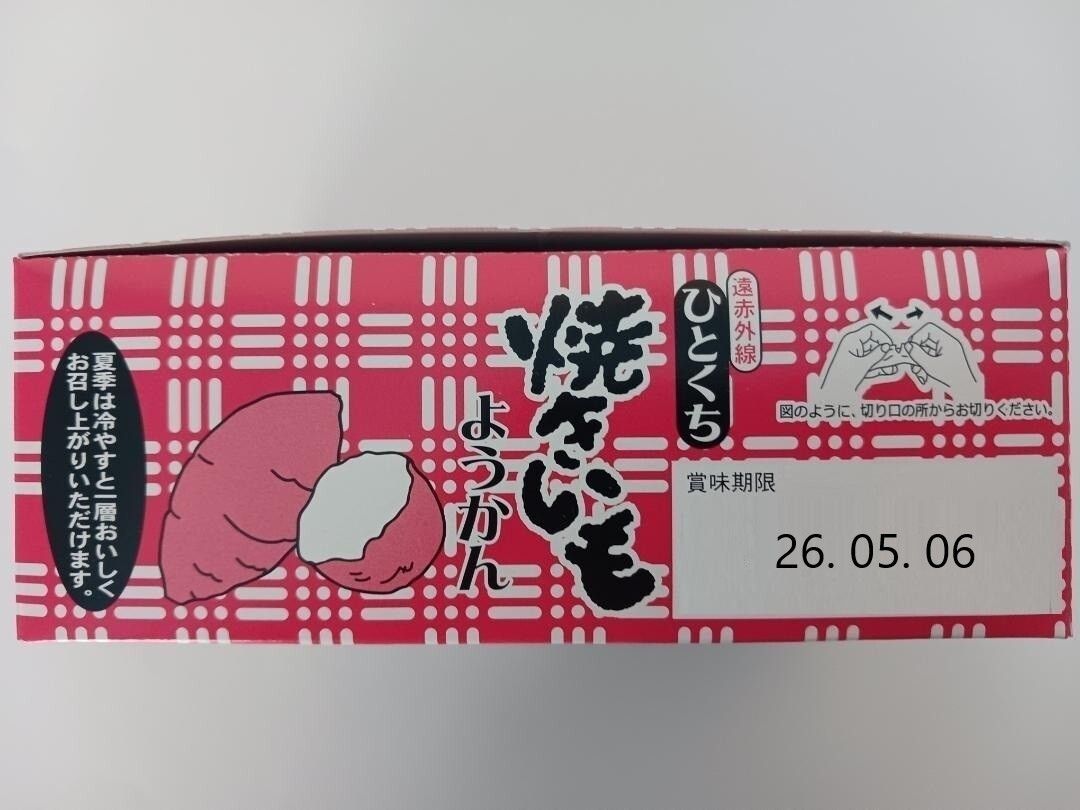 遠赤外線
ひとくち
焼きいも
ようかん
夏季は冷やすと一層おいしく
お召し上がりいただけます。
図のように、切り口の所からお切りください。
賞味期限
26. 05. 06